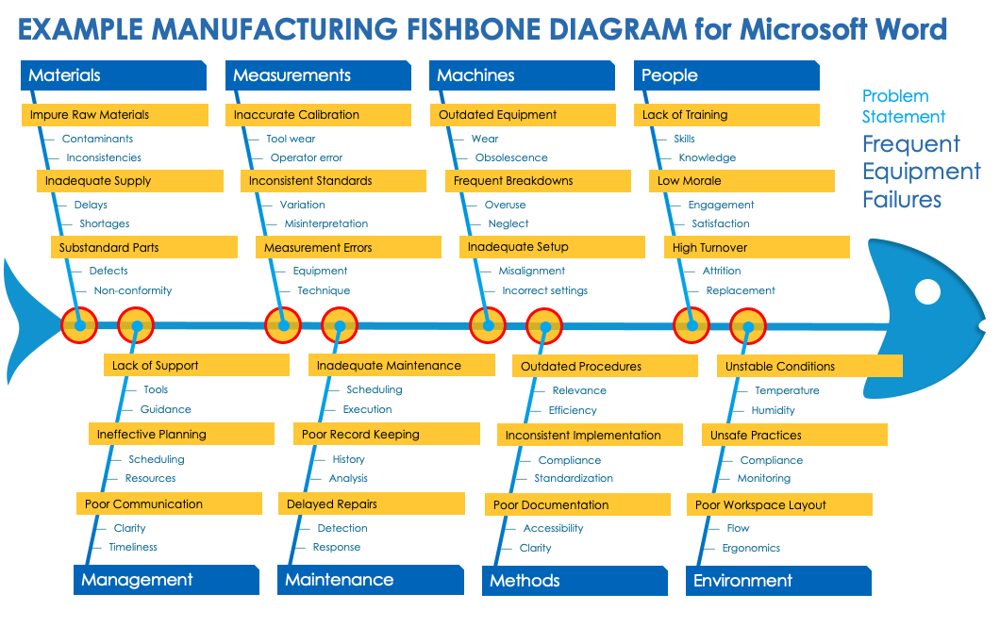 EXAMPLE MANUFACTURING FISHBONE DIAGRAM for Microsoft Word
Materials
Impure Raw Materials
Contaminants
Inconsistencies
Inadequate Supply
Delays
Shortages
Substandard Parts
Defects
Non-conformity
Measurements
Inaccurate Calibration
Tool wear
Operator error
Inconsistent Standards
Variation
Misinterpretation
Measurement Errors
Equipment
Technique
Machines
Outdated Equipment
Wear
Obsolescence
Frequent Breakdowns
Overuse
Neglect
Inadequate Setup
Misalignment
Incorrect settings
People
Lack of Training
Skills
Knowledge
Low Morale
Engagement
Satisfaction
High Turnover
Attrition
Replacement
Problem
Statement
Frequent
Equipment
Failures
Lack of Support
Tools
Guidance
Ineffective Planning
Scheduling
Resources
Poor Communication
Clarity
Timeliness
Management
Inadequate Maintenance
Scheduling
Execution
Poor Record Keeping
History
Analysis
Delayed Repairs
Detection
Response
Maintenance
Outdated Procedures
Relevance
Efficiency
Inconsistent Implementation
Compliance
Standardization
Poor Documentation
Accessibility
Clarity
Methods
Unstable Conditions
Temperature
Humidity
Unsafe Practices
Compliance
Monitoring
Poor Workspace Layout
Flow
Ergonomics
Environment